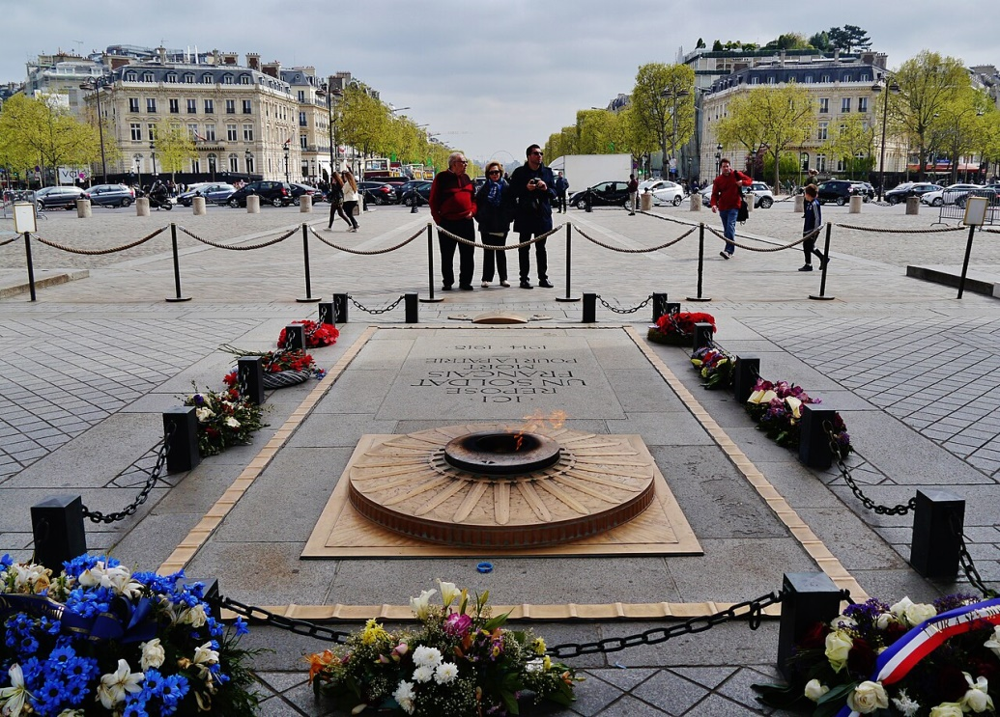 ICI
REPOSE
UN SOLDAT
FRANÇAIS
MORT
POUR LA PATRIE
1914 1918